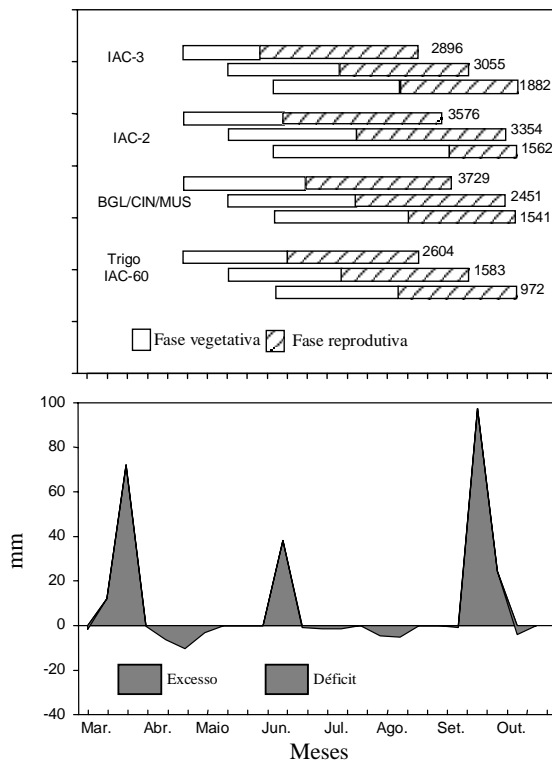 IAC-3
2896
3055
1882
IAC-2
3576
3354
1562
BGL/CIN/MUS
3729
2451
1541
Trigo
IAC-60
2604
1583
972
Fase vegetativa
Fase reprodutiva
100
80
60
40
20
0
-20
-40
mm
Excesso
Déficit
Mar.
Abr.
Maio
Jun.
Jul.
Ago.
Set.
Out.
Meses